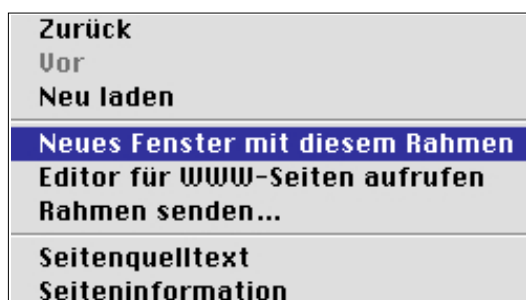 Zurück
Vor
Neu laden
Neues Fenster mit diesem Rahmen
Editor für WWW-Seiten aufrufen
Rahmen senden...
Seitenquelltext
Seiteninformation